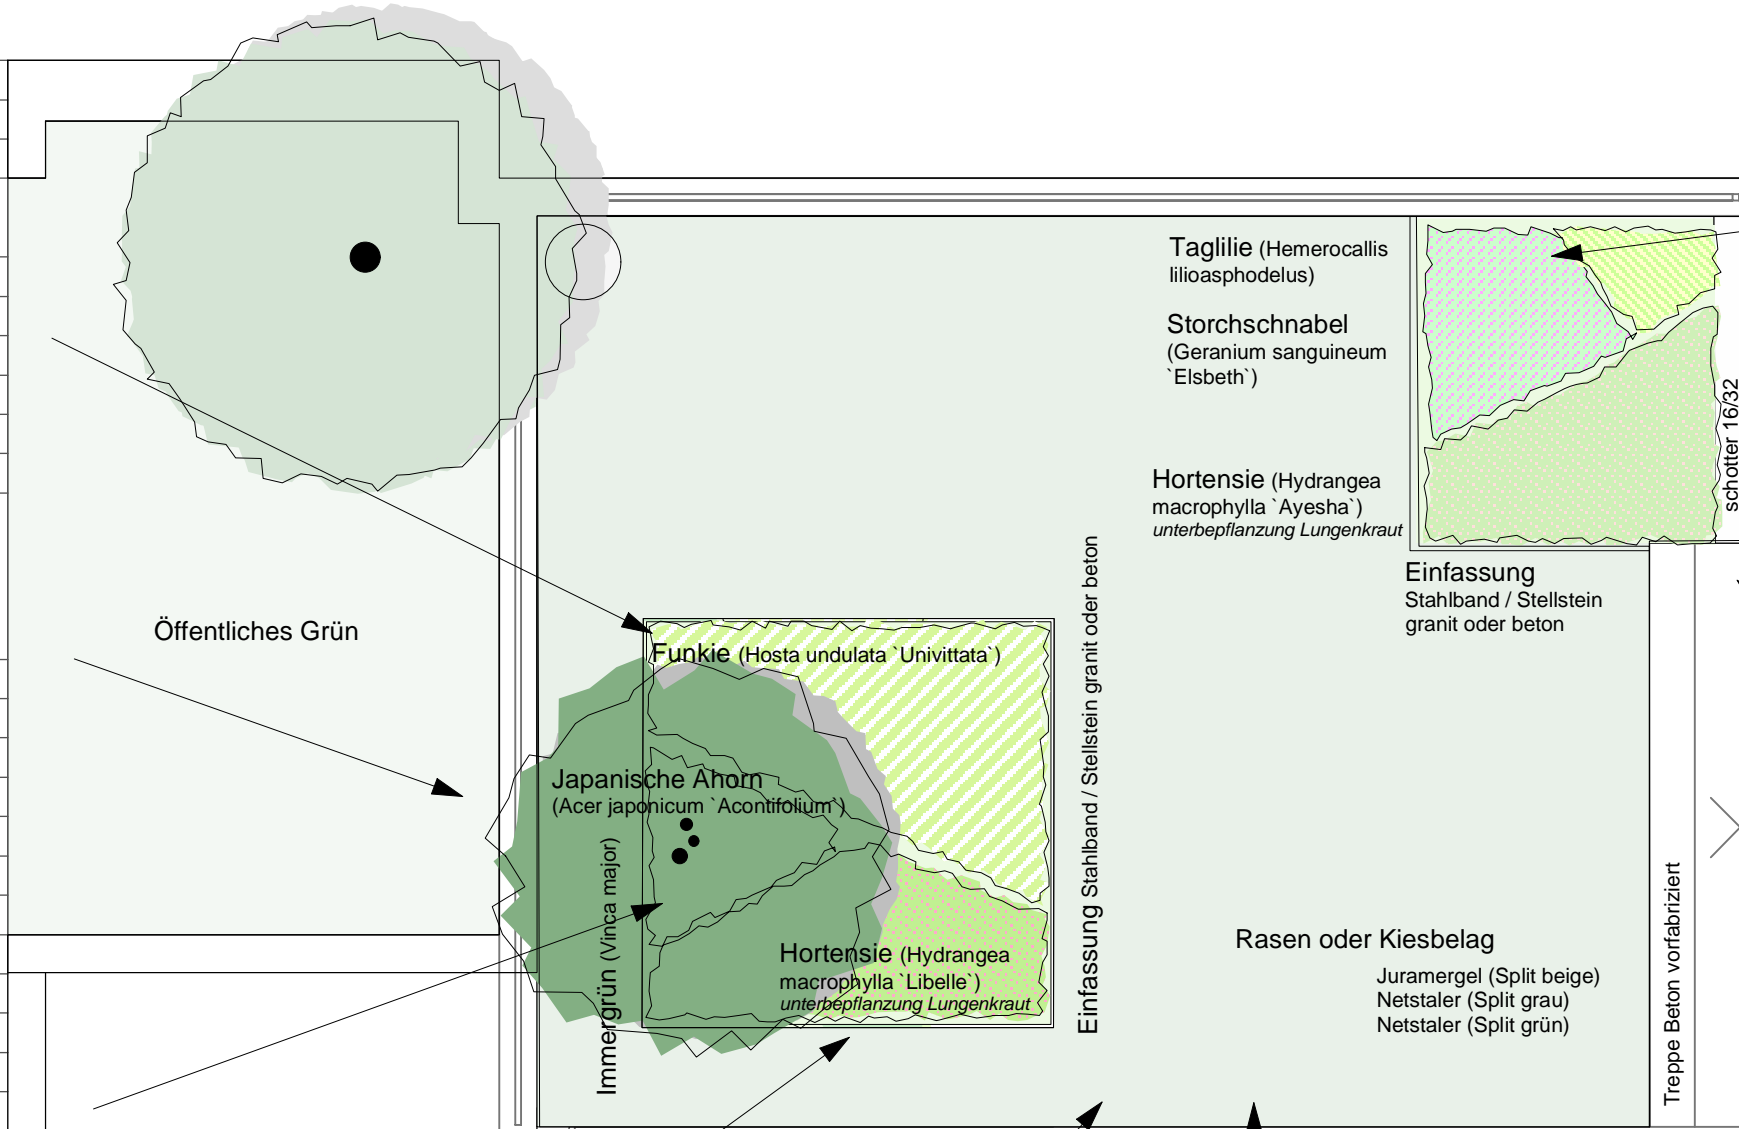 Taglilie (Hemerocallis
lilioasphodelus)
Storchschnabel
(Geranium sanguineum
`Elsbeth`)
Hortensie (Hydrangea
macrophylla `Ayesha`)
unterbepflanzung Lungenkraut
schotter 16/32
Einfassung
Stahlband / Stellstein
granit oder beton
Öffentliches Grün
Funkie (Hosta undulata `Univittata`)
Einfassung Stahlband / Stellstein granit oder beton
Japanische Ahorn
(Acer japonicum `Acontifolium`)
Immergrün (Vinca major)
Hortensie (Hydrangea
macrophylla `Libelle`)
unterbepflanzung Lungenkraut
Rasen oder Kiesbelag
Juramergel (Split beige)
Netstaler (Split grau)
Netstaler (Split grün)
Treppe Beton vorfabriziert